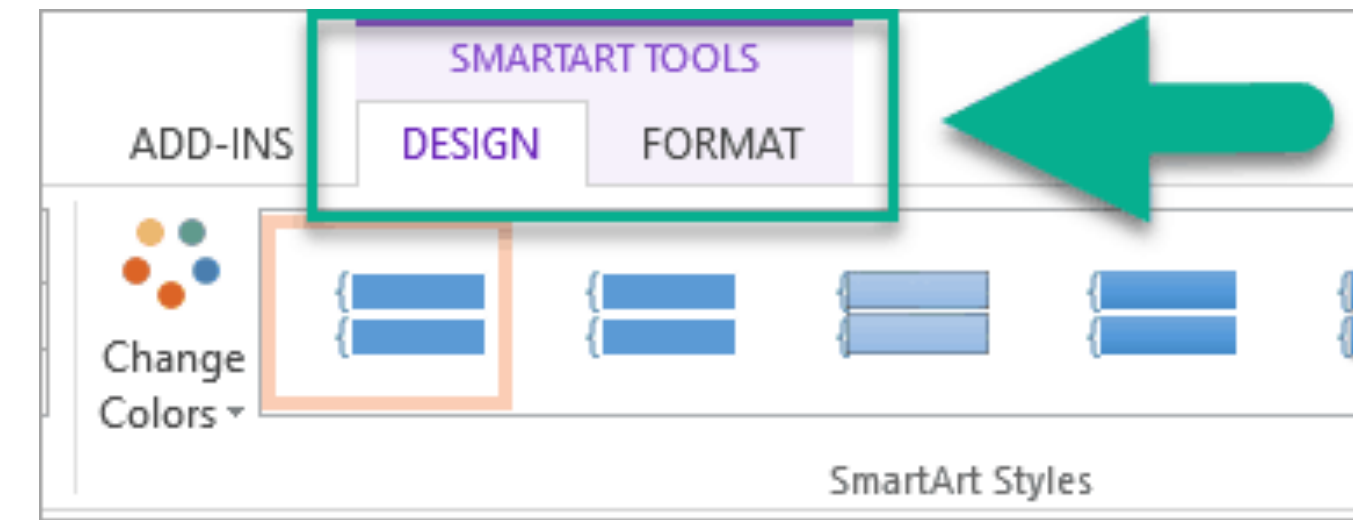 SMARTART TOOLS
ADD-INS DESIGN FORMAT
Change
Colors
SmartArt Styles